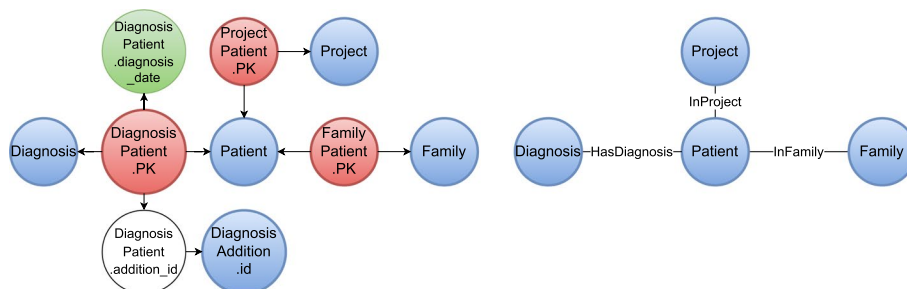 Diagnosis
Patient
.diagnosis
_date
Project
Patient
.PK
Project
Diagnosis
Diagnosis
Patient
.PK
Patient
Family
Patient
.PK
Family
Diagnosis
Patient
.addition_id
Diagnosis
Addition
.id
Project
InProject
Diagnosis
HasDiagnosis
Patient
InFamily
Family